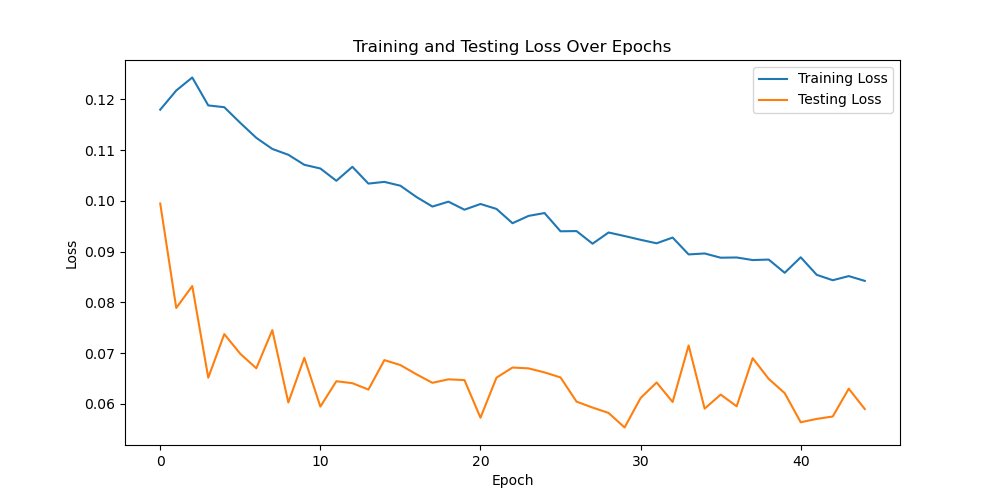 Training and Testing Loss Over Epochs
Training Loss
Testing Loss
0.12
0.11
0.10
0.09
0.08
0.07
0.06
Loss
0
10
20
30
40
Epoch